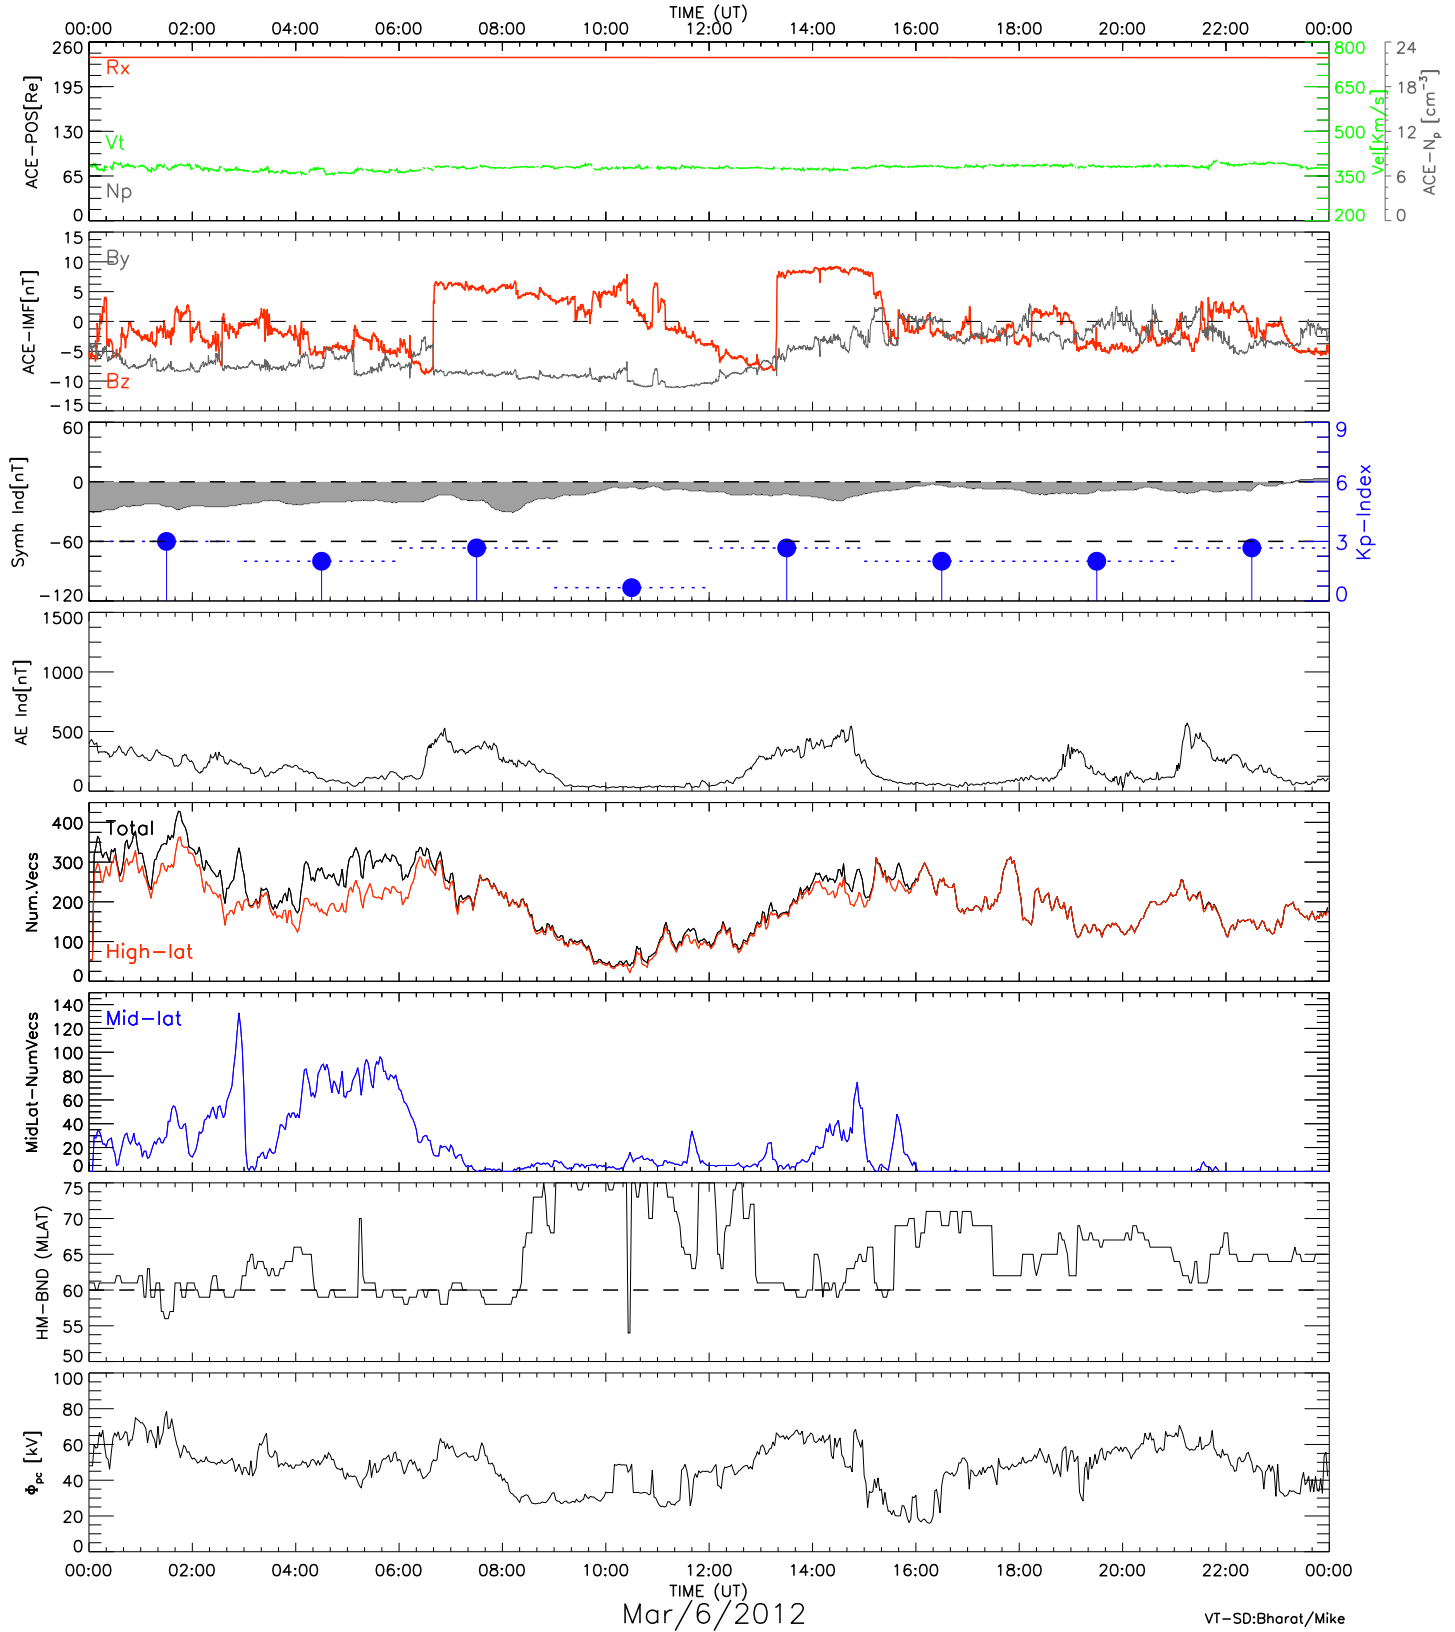 TIME (UT)
00:00 02:00 04:00 06:00 08:00 10:00 12:00 14:00 16:00 18:00 20:00 22:00 00:00
ACE-POS[Re]
260
195
130
65
0
Rx
Vt
Np
800
650
500
350
200
Vel[Km/s]
24
18
12
6
0
ACE-Np [cm-3]
ACE-IMF[nT]
15
10
5
0
-5
-10
-15
By
Bz
Symh Ind[nT]
60
0
-60
-120
9
6
3
0
Kp-Index
AE Ind[nT]
1500
1000
500
0
Num.Vecs
400
300
200
100
0
Total
High-lat
MidLat-NumVecs
140
120
100
80
60
40
20
0
Mid-lat
HM-BND (MLAT)
75
70
65
60
55
50
Φpc [kV]
100
80
60
40
20
0
00:00 02:00 04:00 06:00 08:00 10:00 12:00 14:00 16:00 18:00 20:00 22:00 00:00
TIME (UT)
Mar/6/2012
VT-SD:Bharat/Mike